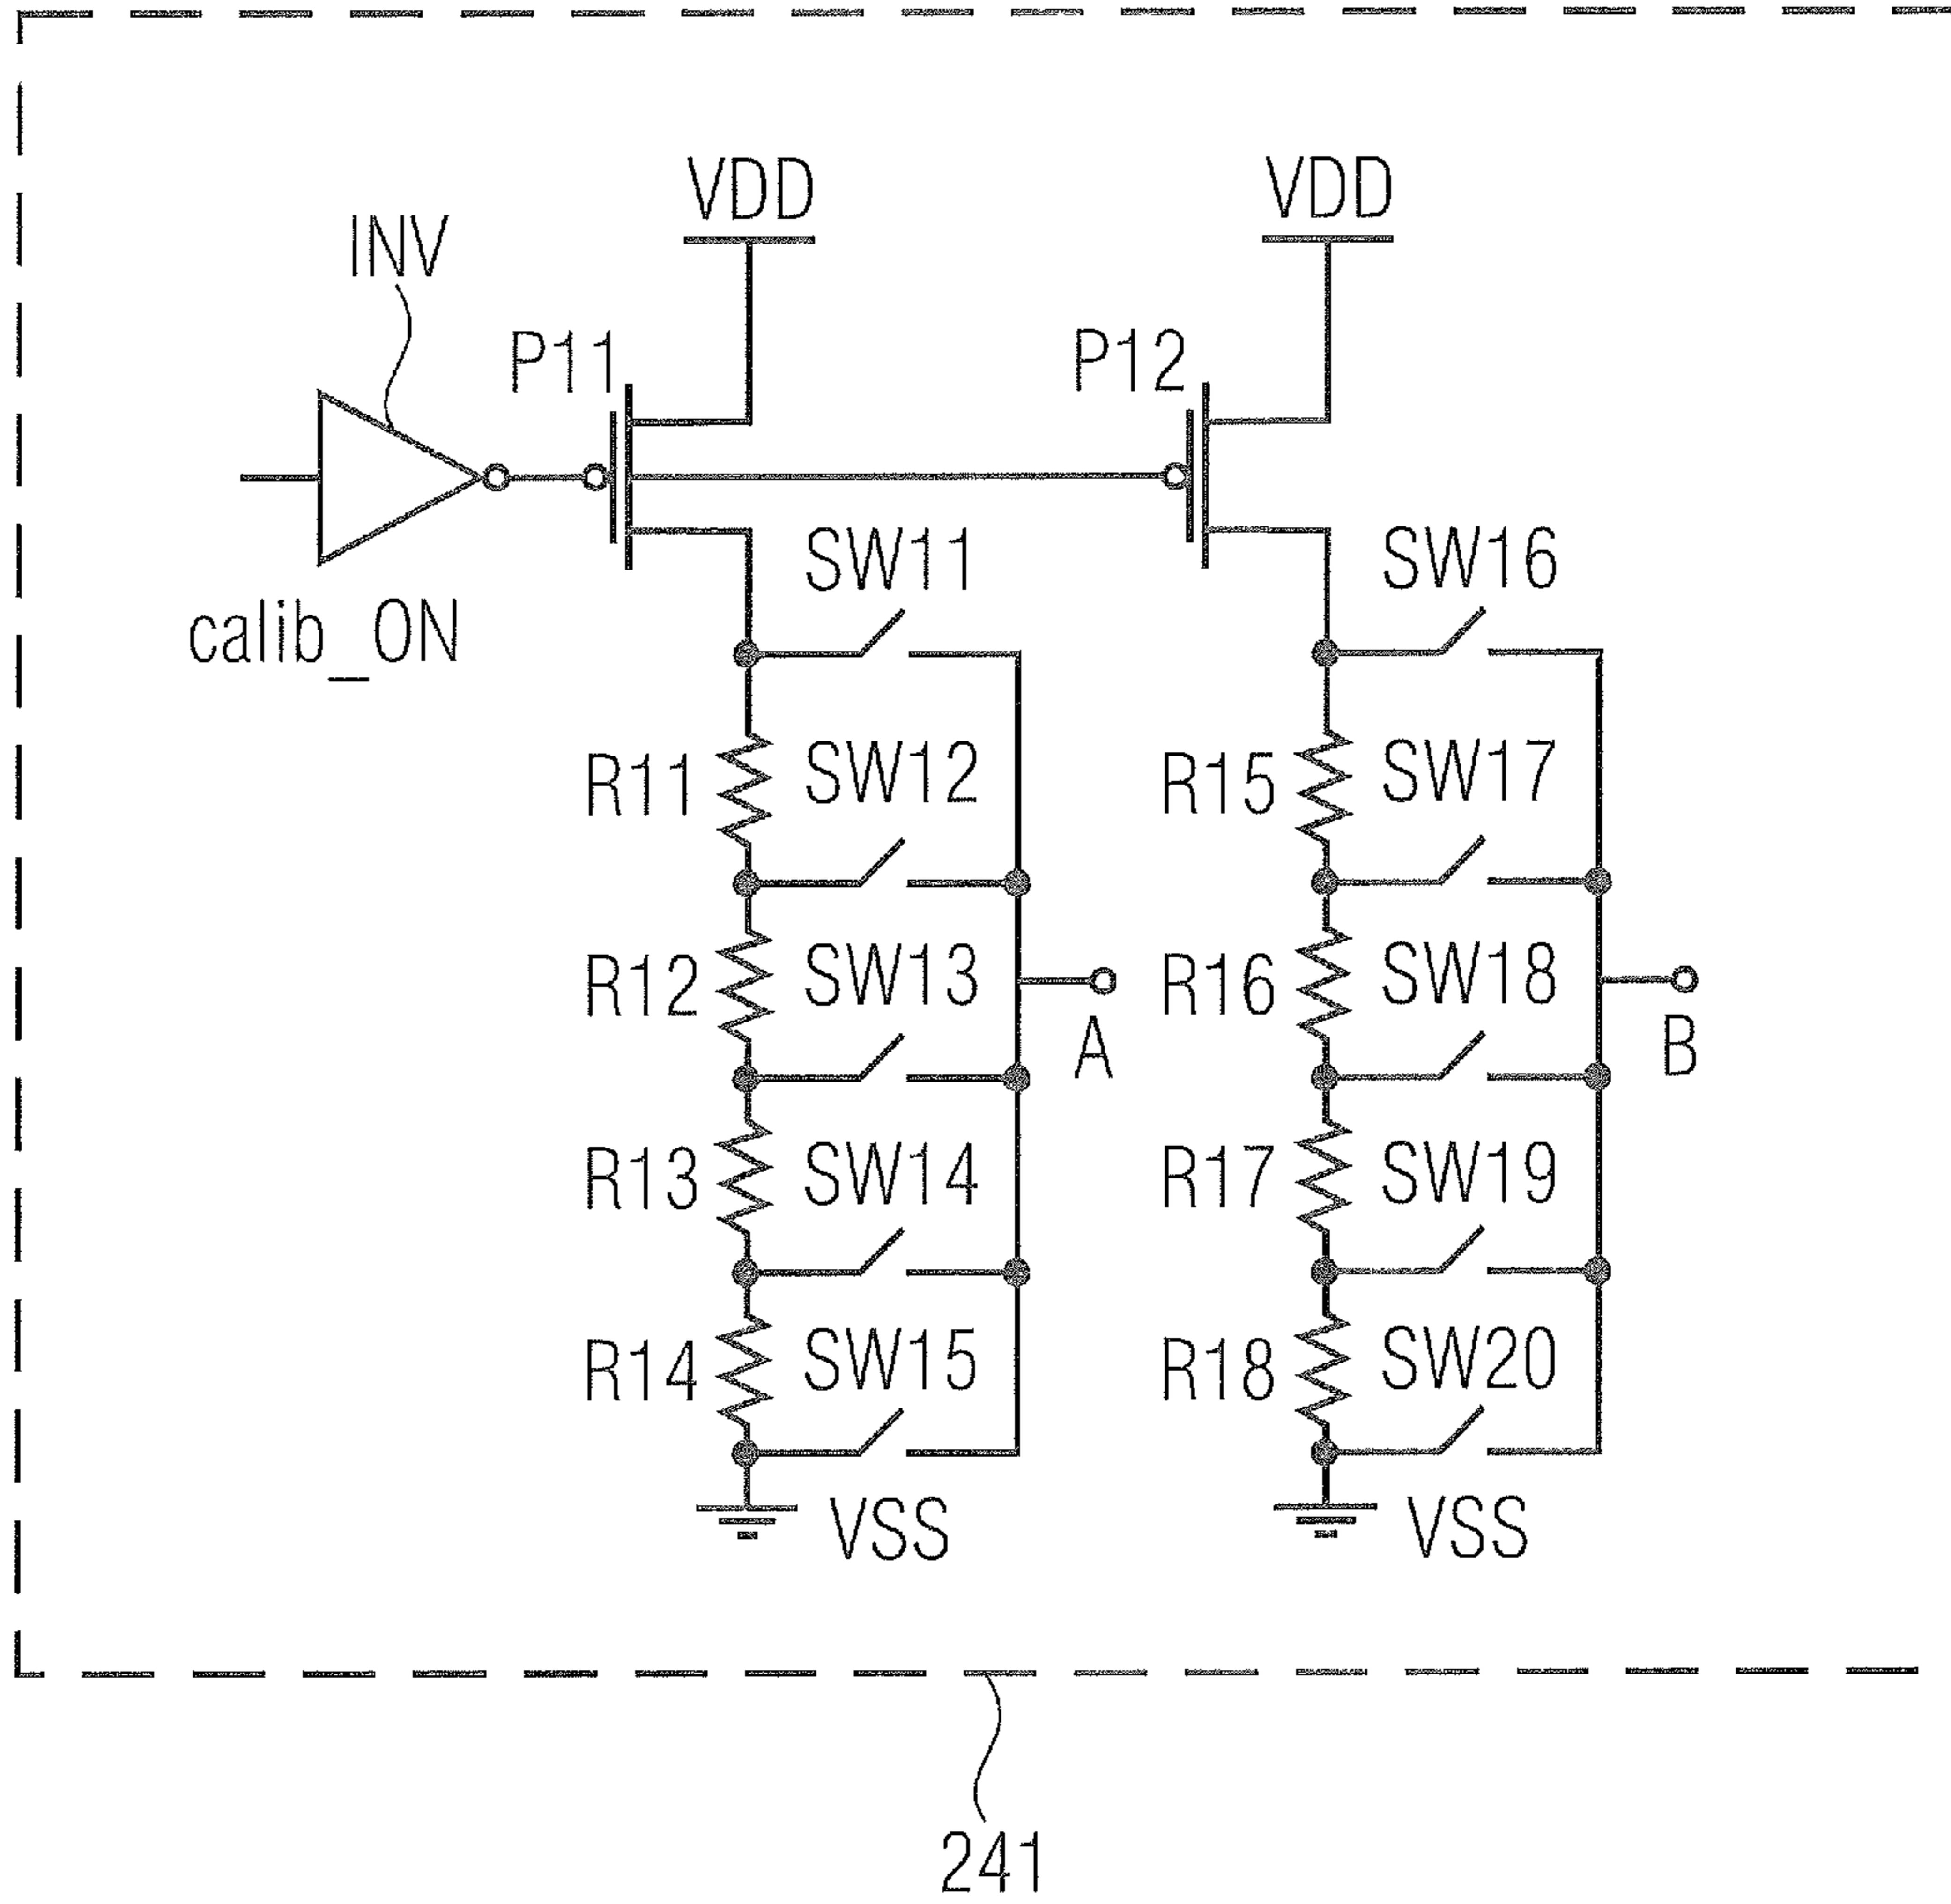 VDD
VDD
INV
P11
P12
calib_ON
SW11
SW16
R11
SW12
R15
SW17
R12
SW13
A
R16
SW18
B
R13
SW14
R17
SW19
R14
SW15
R18
SW20
VSS
VSS
241